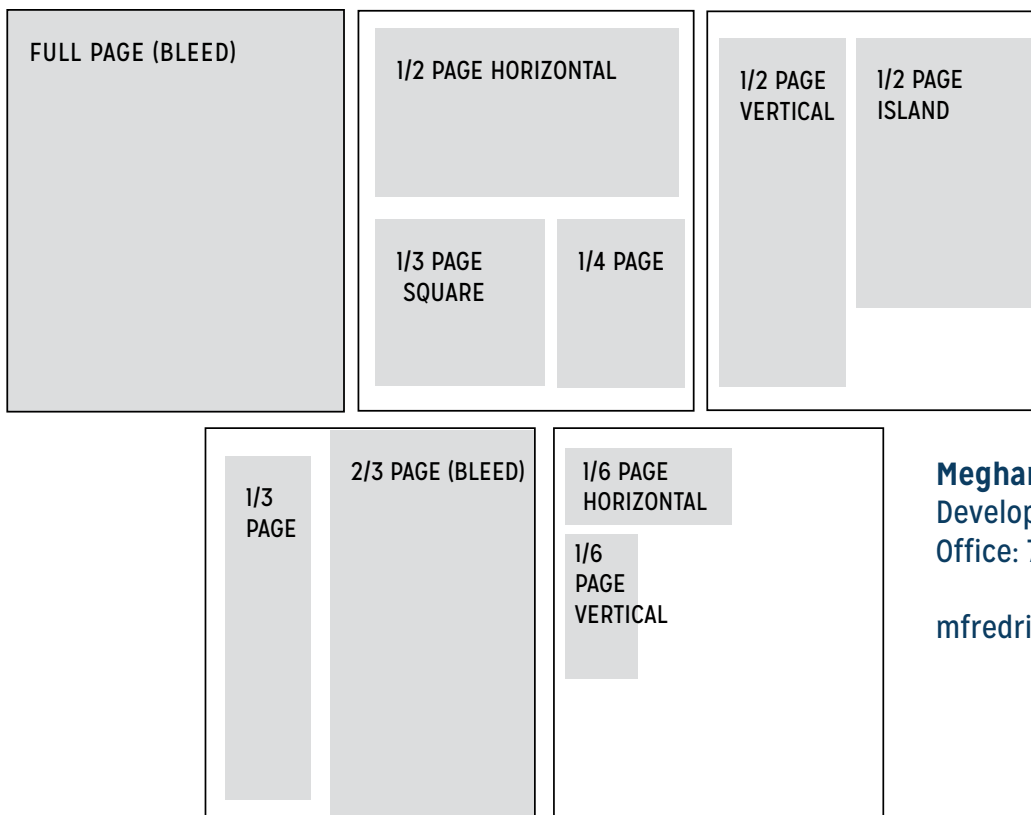 FULL PAGE (BLEED)
1/2 PAGE HORIZONTAL
1/3 PAGE
SQUARE
1/4 PAGE
1/2 PAGE
VERTICAL
1/2 PAGE
ISLAND
1/3
PAGE
2/3 PAGE (BLEED)
1/6 PAGE
HORIZONTAL
1/6
PAGE
VERTICAL
Office: